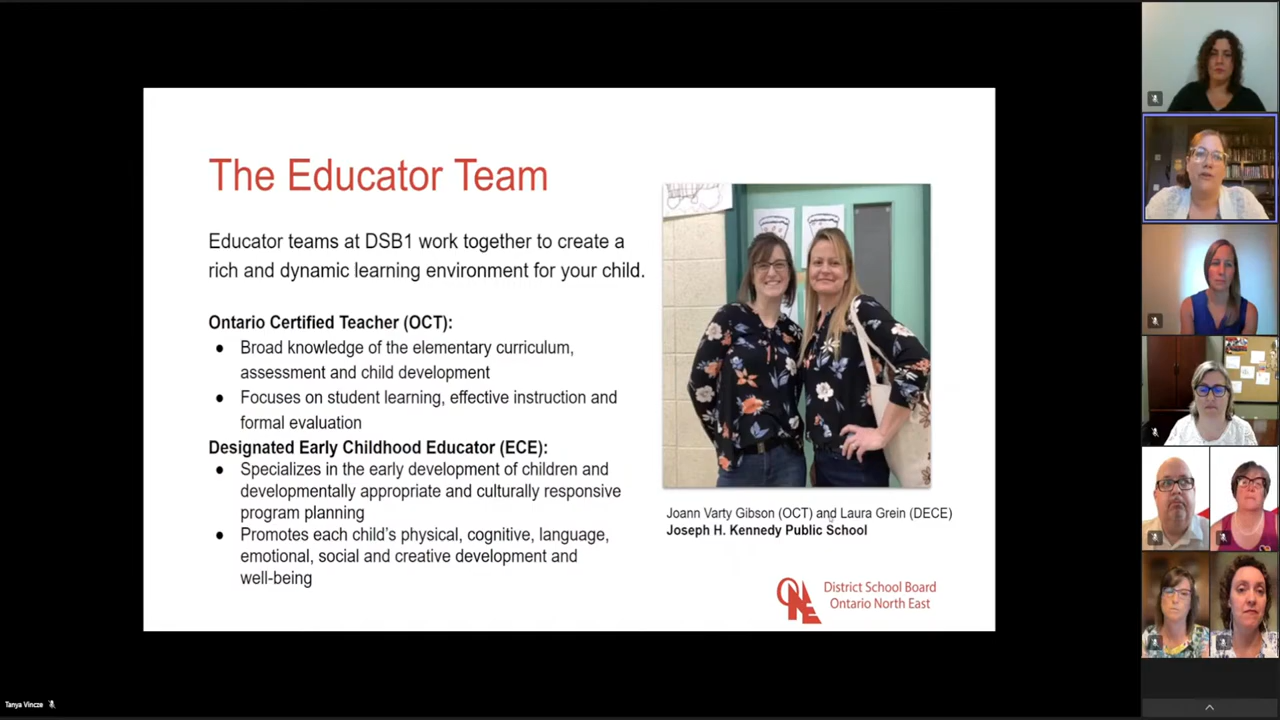 The Educator Team
Educator teams at DSB1 work together to create a
rich and dynamic learning environment for your child.
Ontario Certified Teacher (OCT):
● Broad knowledge of the elementary curriculum,
assessment and child development
● Focuses on student learning, effective instruction and
formal evaluation
Designated Early Childhood Educator (ECE):
● Specializes in the early development of children and
developmentally appropriate and culturally responsive
program planning
● Promotes each child's physical, cognitive, language,
emotional, social and creative development and
well-being
Joann Varty Gibson (OCT) and Laura Grein (DECE)
Joseph H. Kennedy Public School
ONE
District School Board
Ontario North East
Tanya Vincze